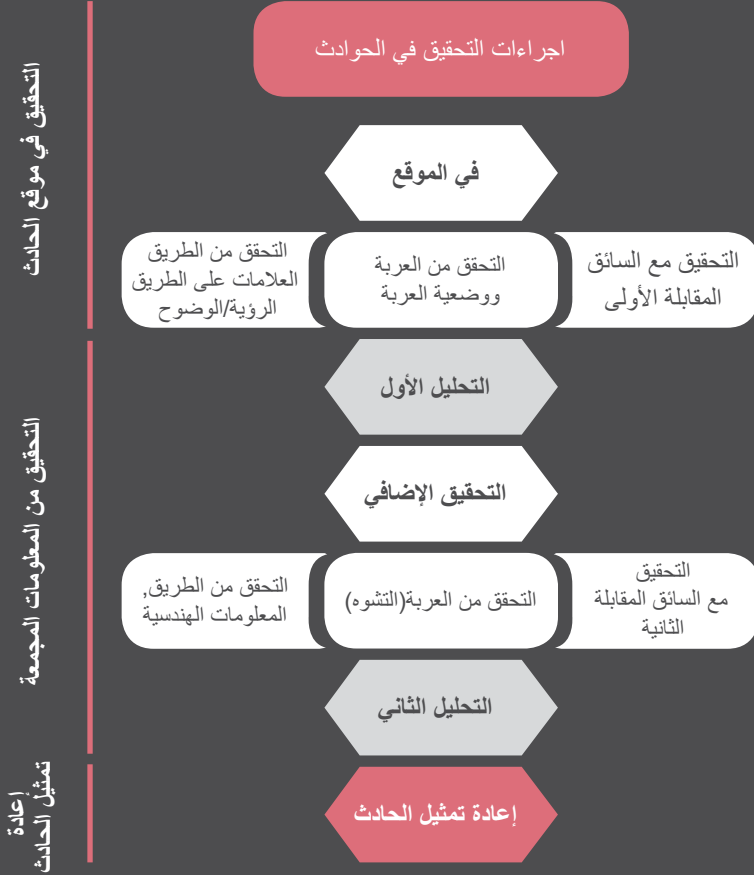 اجراءات التحقيق في الحوادث
التحقيق في موقع الحادث
في الموقع
التحقيق مع السائق
المقابلة الأولى
التحقق من العربة
ووضعية العربة
التحقق من الطريق
العلامات على الطريق
الرؤية/الوضوح
التحقيق من المعلومات المجمعة
التحليل الأول
التحقيق الإضافي
التحقيق
مع السائق المقابلة
الثانية
التحقق من العربة(التشوه)
التحقق من الطريق,
المعلومات الهندسية
التحليل الثاني
إعادة
تمثيل الحادث
إعادة تمثيل الحادث